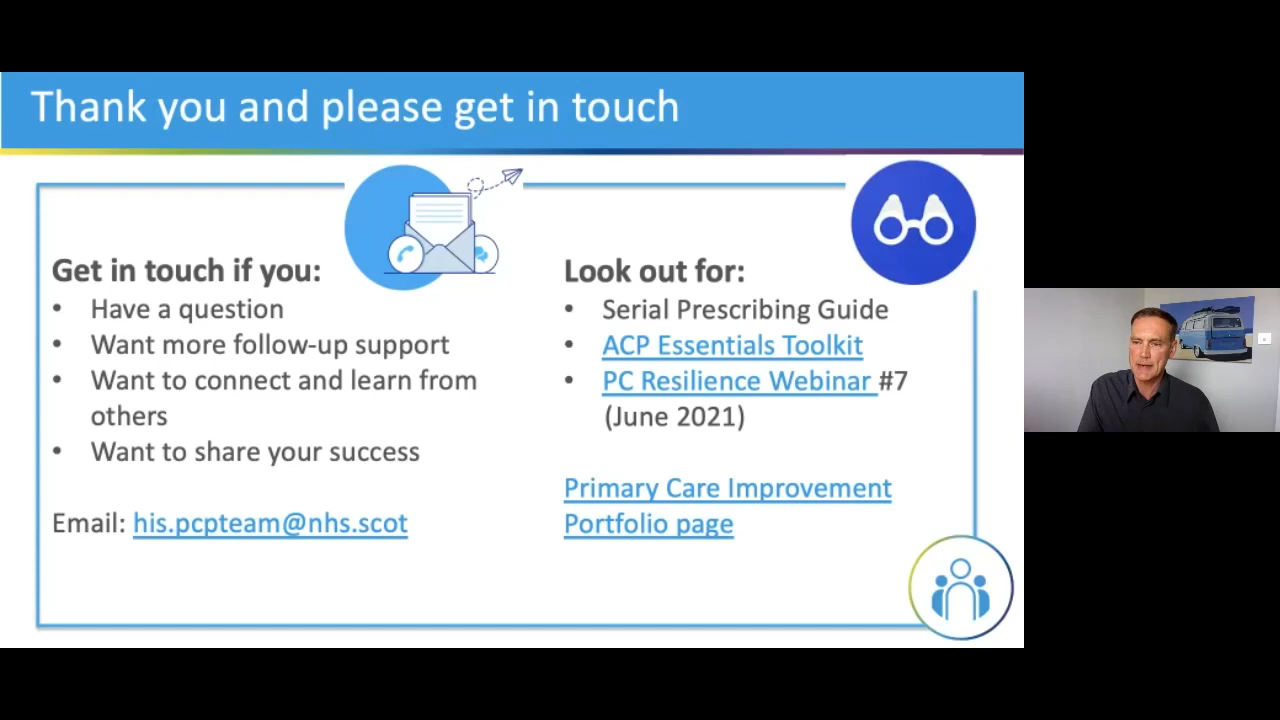 Thank you and please get in touch
Get in touch if you:
• Have a question
• Want more follow-up support
• Want to connect and learn from
others
• Want to share your success
Email: his.pcpteam@nhs.scot
Look out for:
• Serial Prescribing Guide
• ACP Essentials Toolkit
• PC Resilience Webinar #7
(June 2021)
Primary Care Improvement
Portfolio page